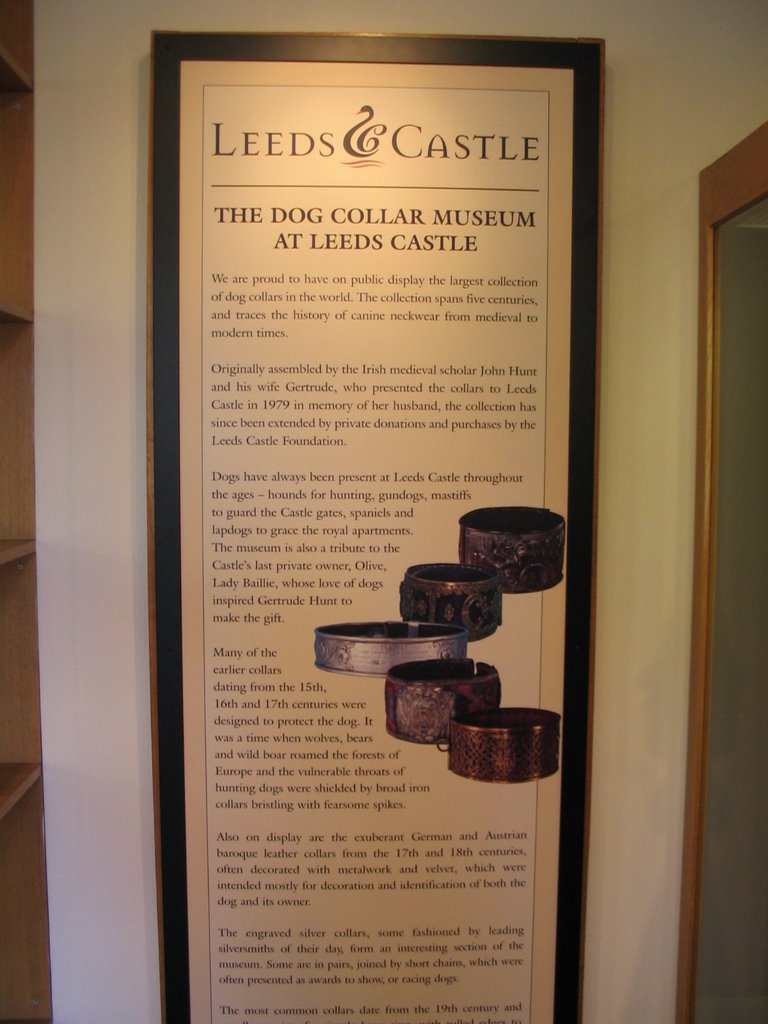 LEEDS & CASTLE
THE DOG COLLAR MUSEUM
AT LEEDS CASTLE
We are proud to have on public display the largest collection
of dog collars in the world. The collection spans five centuries,
and traces the history of canine neckwear from medieval to
modern times.
Originally assembled by the Irish medieval scholar John Hunt
and his wife Gertrude, who presented the collars to Leeds
Castle in 1979 in memory of her husband, the collection has
since been extended by private donations and purchases by the
Leeds Castle Foundation.
Dogs have always been present at Leeds Castle throughout
the ages – hounds for hunting, gundogs, mastiffs
to guard the Castle gates, spaniels and
lapdogs to grace the royal apartments.
The museum is also a tribute to the
Castle's last private owner, Olive,
Lady Baillie, whose love of dogs
inspired Gertrude Hunt to
make the gift.
Many of the
earlier collars
dating from the 15th,
16th and 17th centuries were
designed to protect the dog. It
was a time when wolves, bears
and wild boar roamed the forests of
Europe and the vulnerable throats of
hunting dogs were shielded by broad iron
collars bristling with fearsome spikes.
Also on display are the exuberant German and Austrian
baroque leather collars from the 17th and 18th centuries,
often decorated with metalwork and velvet, which were
intended mostly for decoration and identification of both the
dog and its owner.
The engraved silver collars, some fashioned by leading
silversmiths of their day, form an interesting section of the
museum. Some are in pairs, joined by short chains, which were
often presented as awards to show, or racing dogs.
The most common collars date from the 19th century and
with rolled edges to